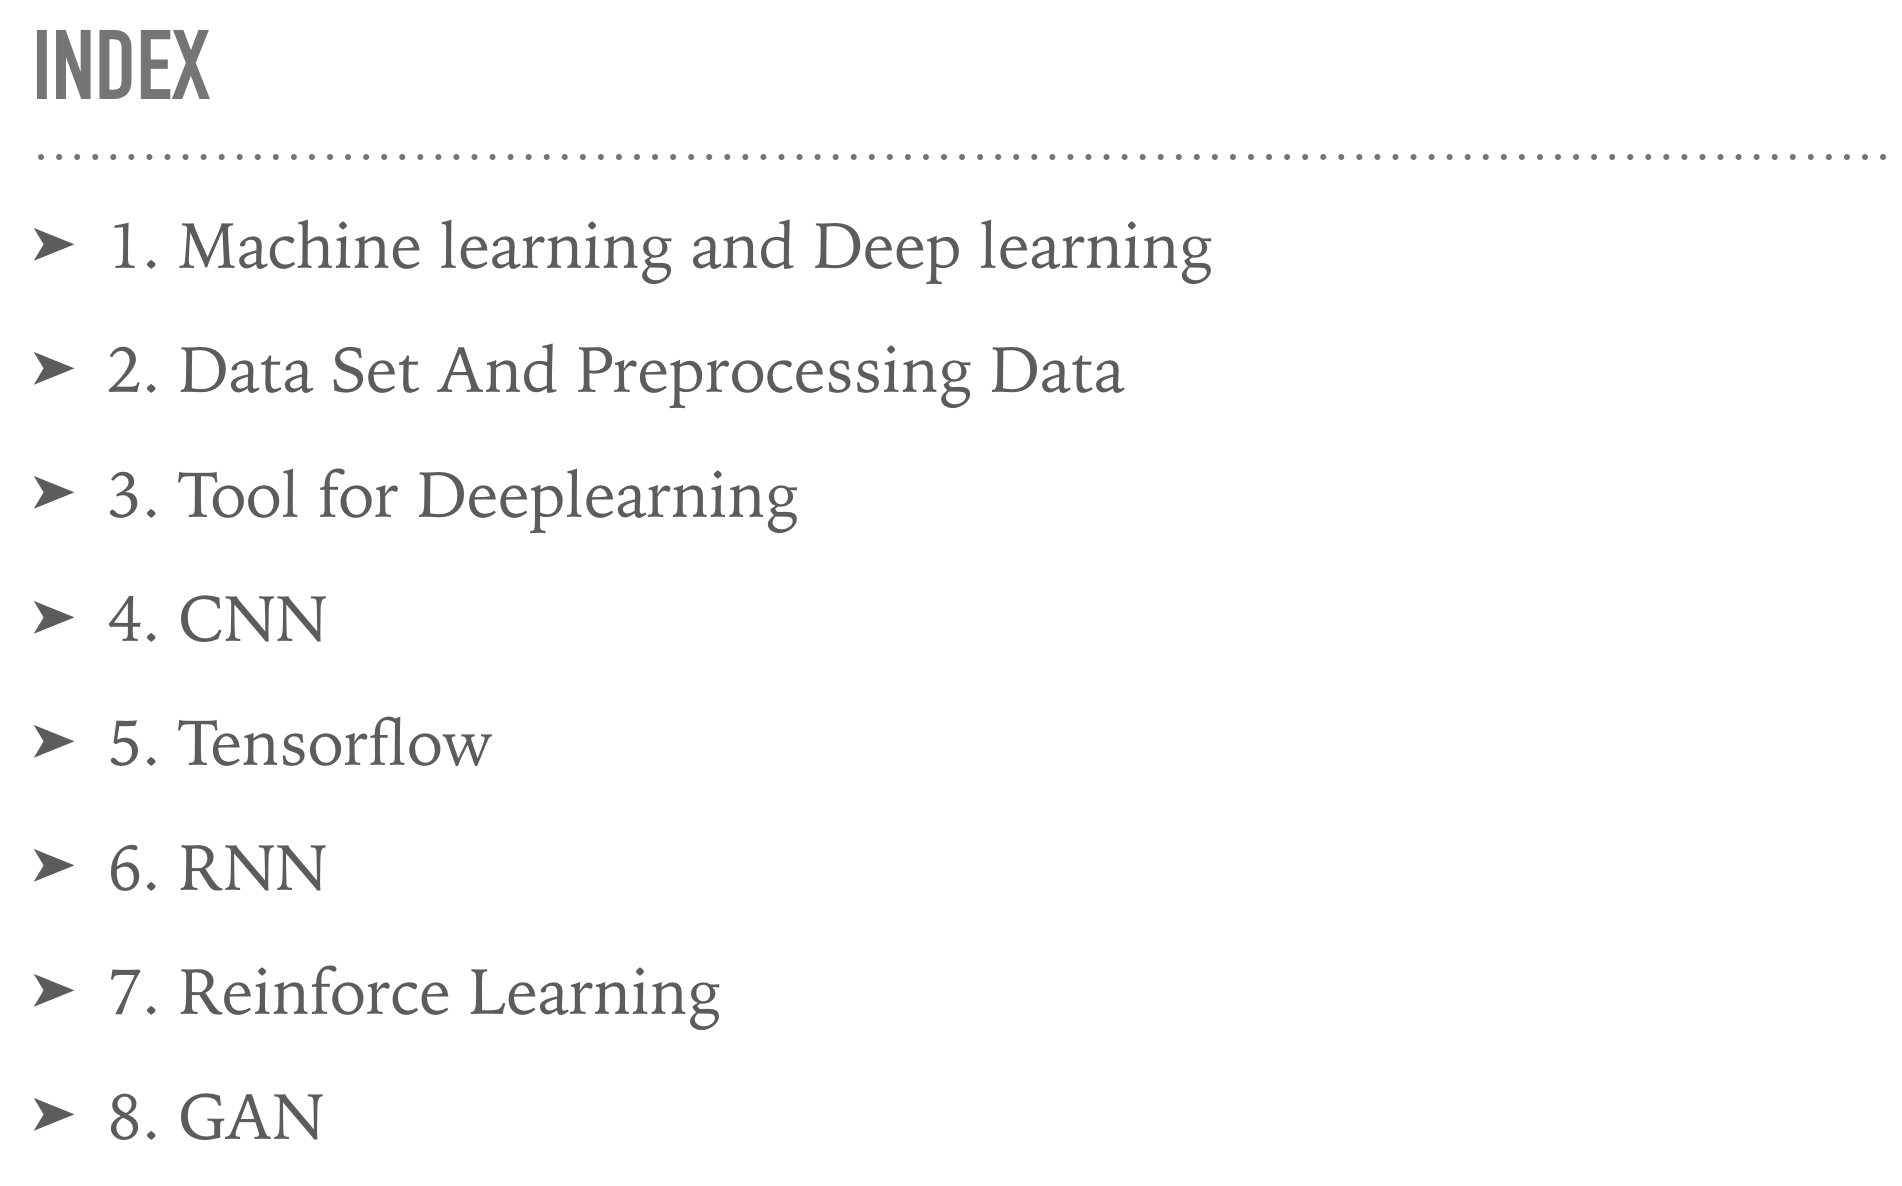 INDEX
➤ 1. Machine learning and Deep learning
➤ 2. Data Set And Preprocessing Data
➤ 3. Tool for Deeplearning
➤ 4. CNN
➤ 5. Tensorflow
➤ 6. RNN
➤ 7. Reinforce Learning
➤ 8. GAN